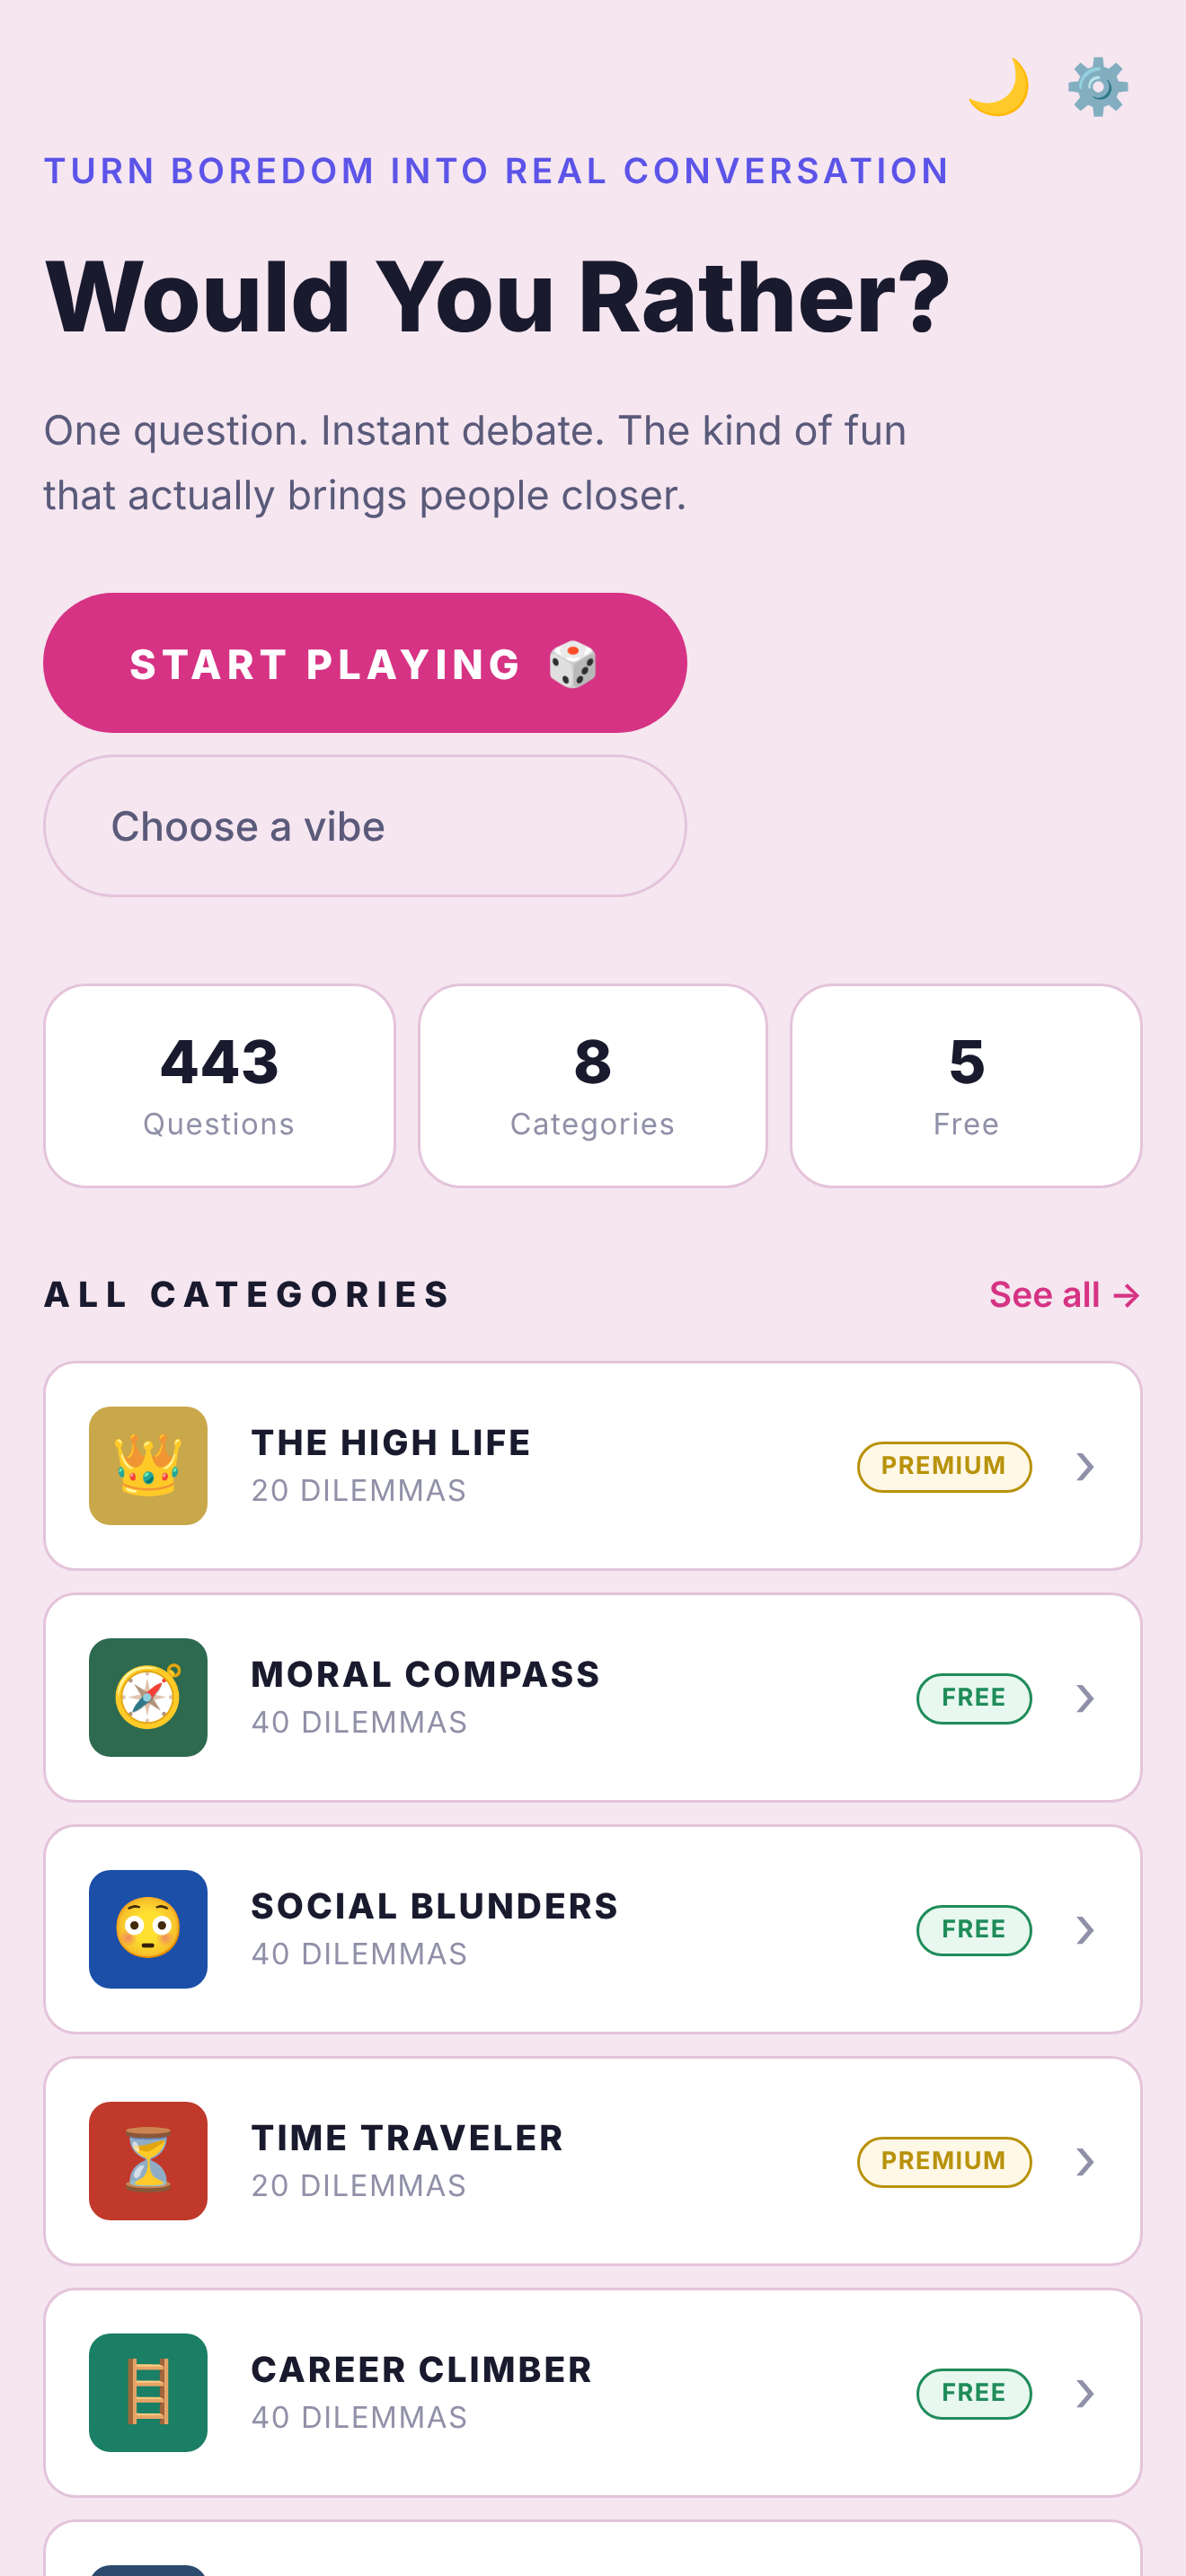 TURN BOREDOM INTO REAL CONVERSATION
Would You Rather?
One question. Instant debate. The kind of fun
that actually brings people closer.
START PLAYING 🎲
Choose a vibe
443
Questions
8
Categories
5
Free
ALL CATEGORIES
See all →
THE HIGH LIFE
20 DILEMMAS
PREMIUM
MORAL COMPASS
40 DILEMMAS
FREE
SOCIAL BLUNDERS
40 DILEMMAS
FREE
TIME TRAVELER
20 DILEMMAS
PREMIUM
CAREER CLIMBER
40 DILEMMAS
FREE